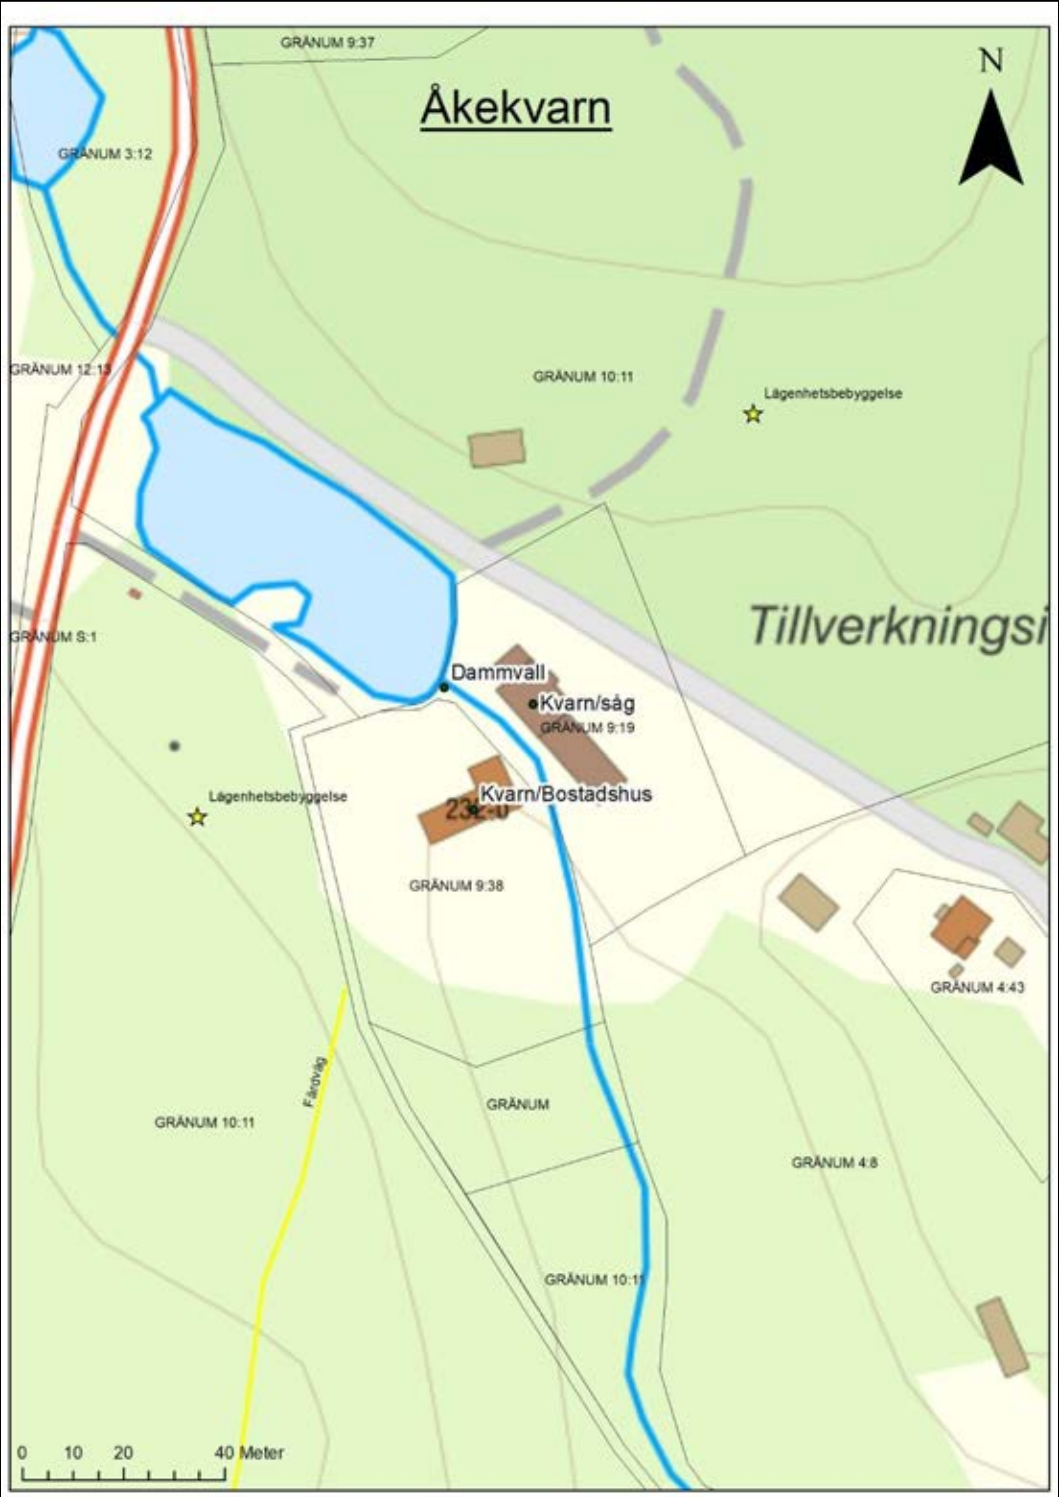 GRÄNUM 9:37
N
Åkekvarn
GRÄNUM 3:12
GRÄNUM 12:13
GRÄNUM 10:11
Lägenhetsbebyggelse
Tillverkningsi
GRÄNUM S:1
Dammvall
Kvarn/såg
GRÄNUM 9:19
Kvarn/Bostadshus
Lägenhetsbebyggelse
GRÄNUM 9:38
GRÄNUM 4:43
Färdväg
GRÄNUM
GRÄNUM 10:11
GRÄNUM 4:8
GRÄNUM 10:11
0 10 20 40 Meter